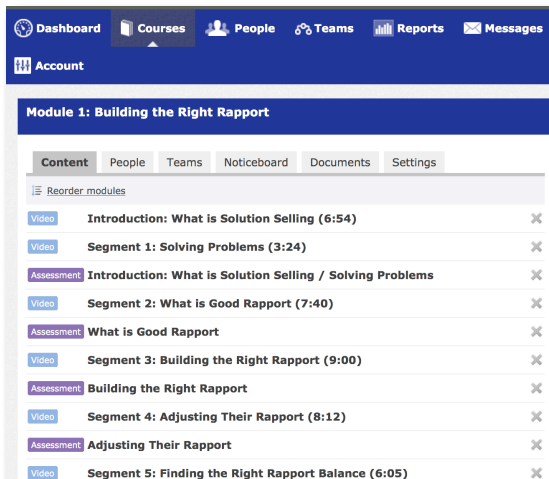 Dashboard Courses People Teams Reports Messages
Account
Module 1: Building the Right Rapport
Content People Teams Noticeboard Documents Settings
Reorder modules
Video Introduction: What is Solution Selling (6:54)
Video Segment 1: Solving Problems (3:24)
Assessment Introduction: What is Solution Selling / Solving Problems
Video Segment 2: What is Good Rapport (7:40)
Assessment What is Good Rapport
Video Segment 3: Building the Right Rapport (9:00)
Assessment Building the Right Rapport
Video Segment 4: Adjusting Their Rapport (8:12)
Assessment Adjusting Their Rapport
Video Segment 5: Finding the Right Rapport Balance (6:05)